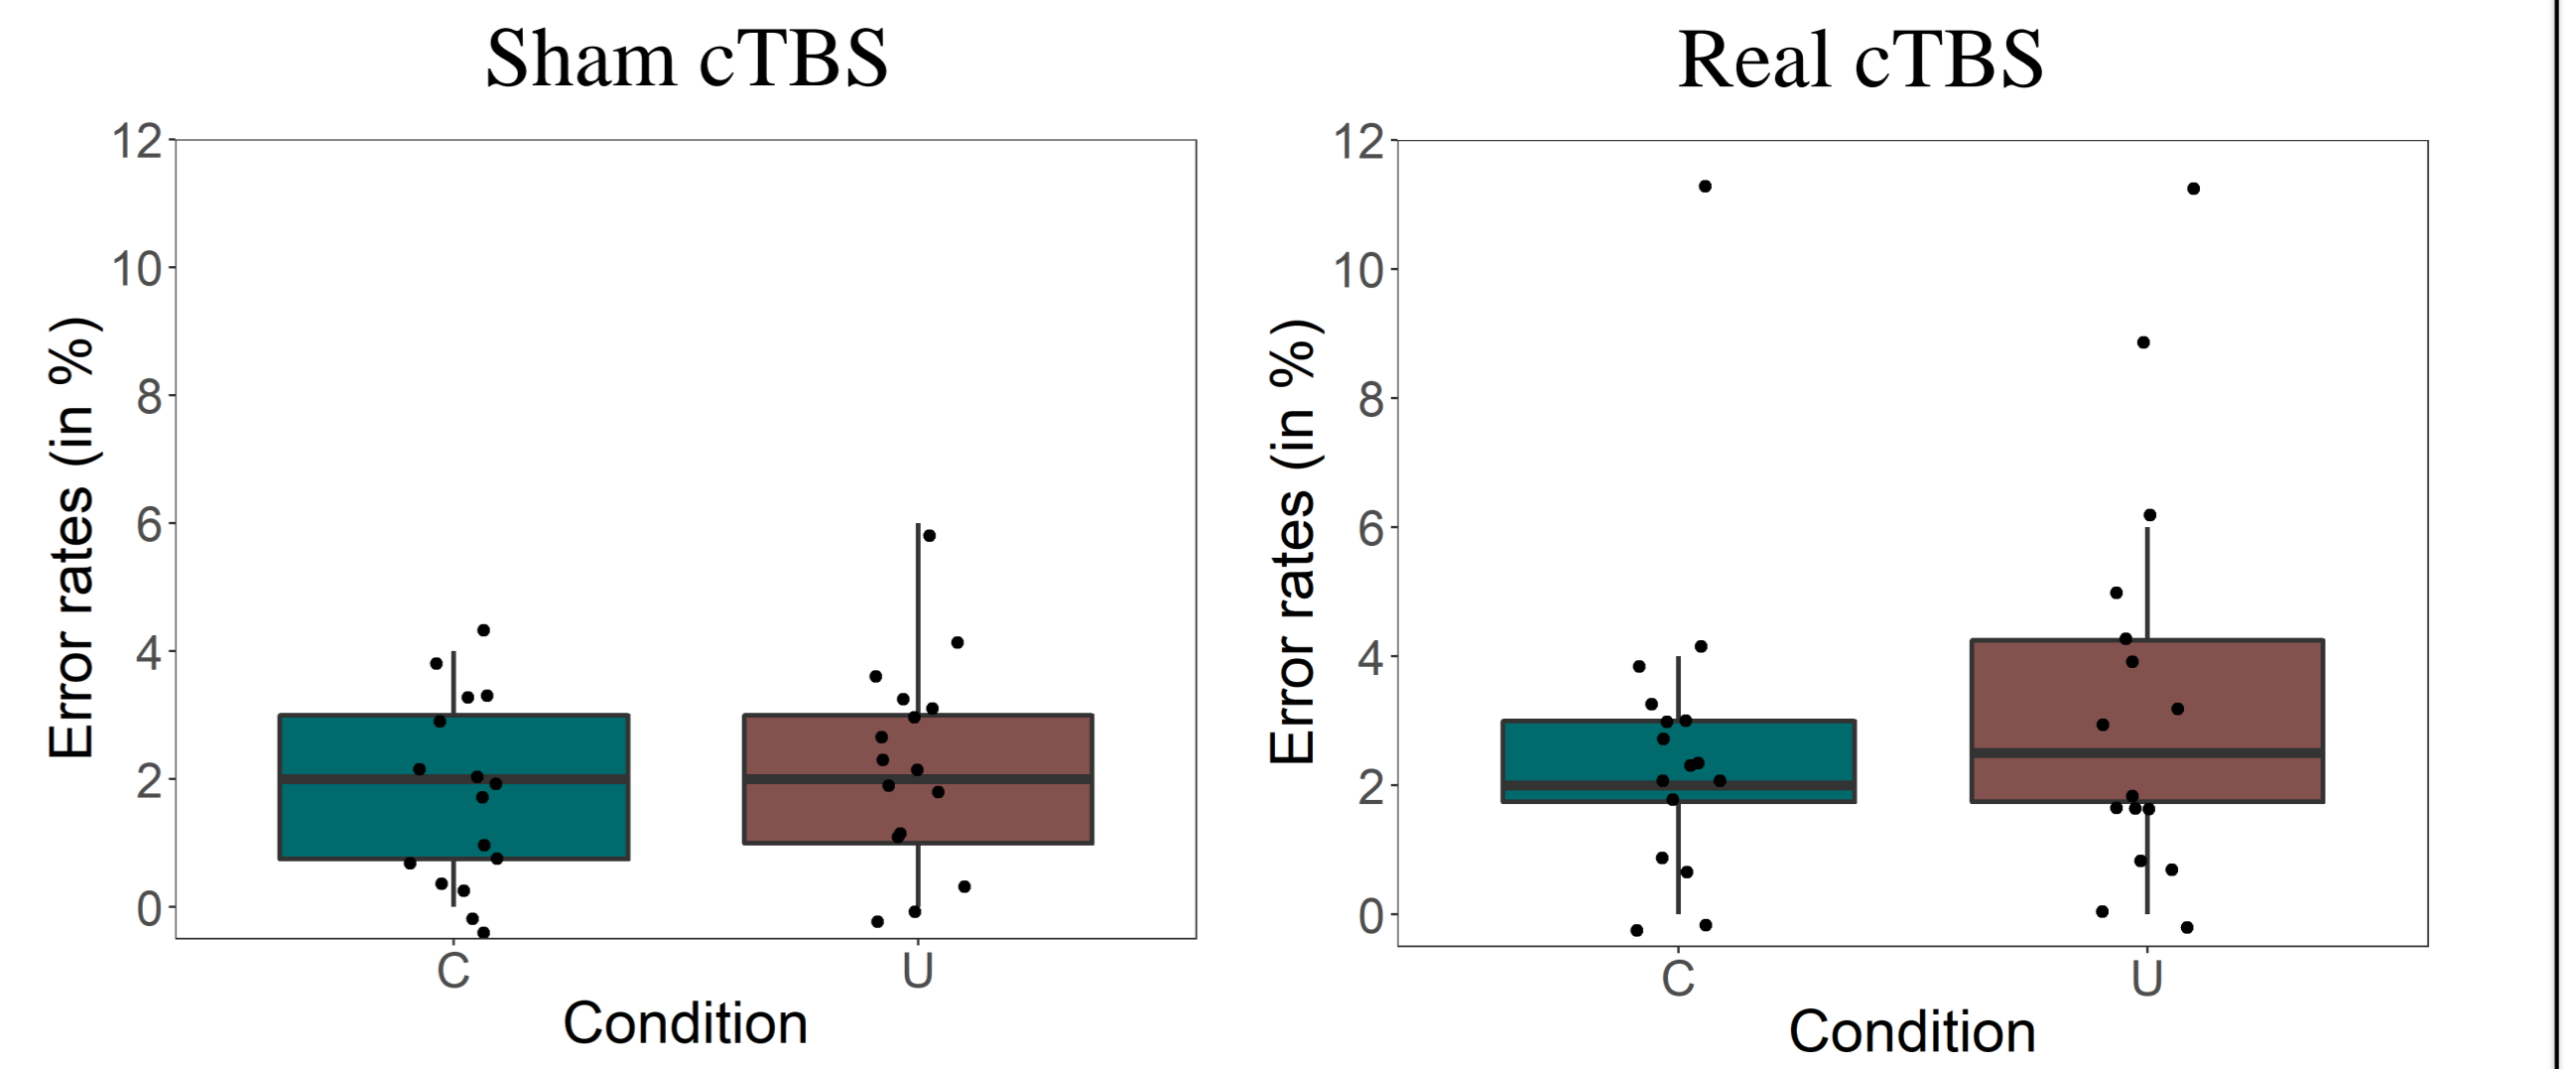 Sham cTBS
Error rates (in %)
12
10
8
6
4
2
0
C U
Condition
Real cTBS
Error rates (in %)
12
10
8
6
4
2
0
C U
Condition